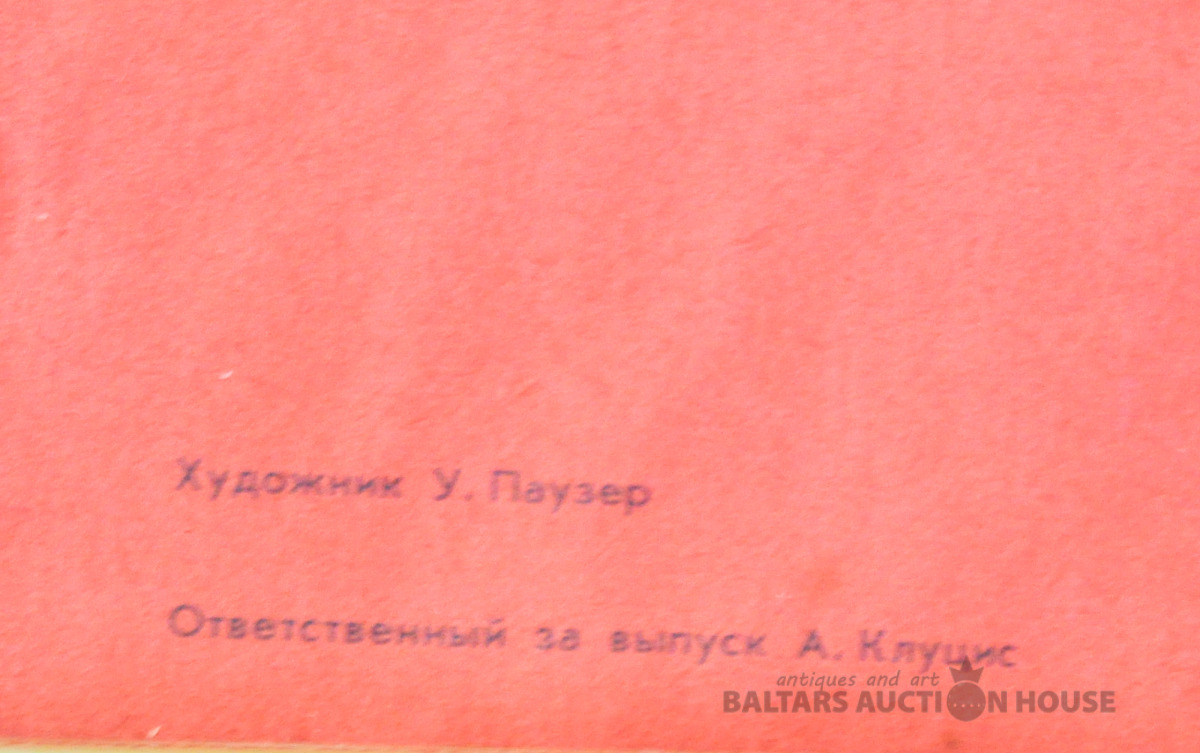 Художник У. Паузер
Ответственный за выпуск А. Клуцис
antiques and art
BALTARS AUCTION HOUSE